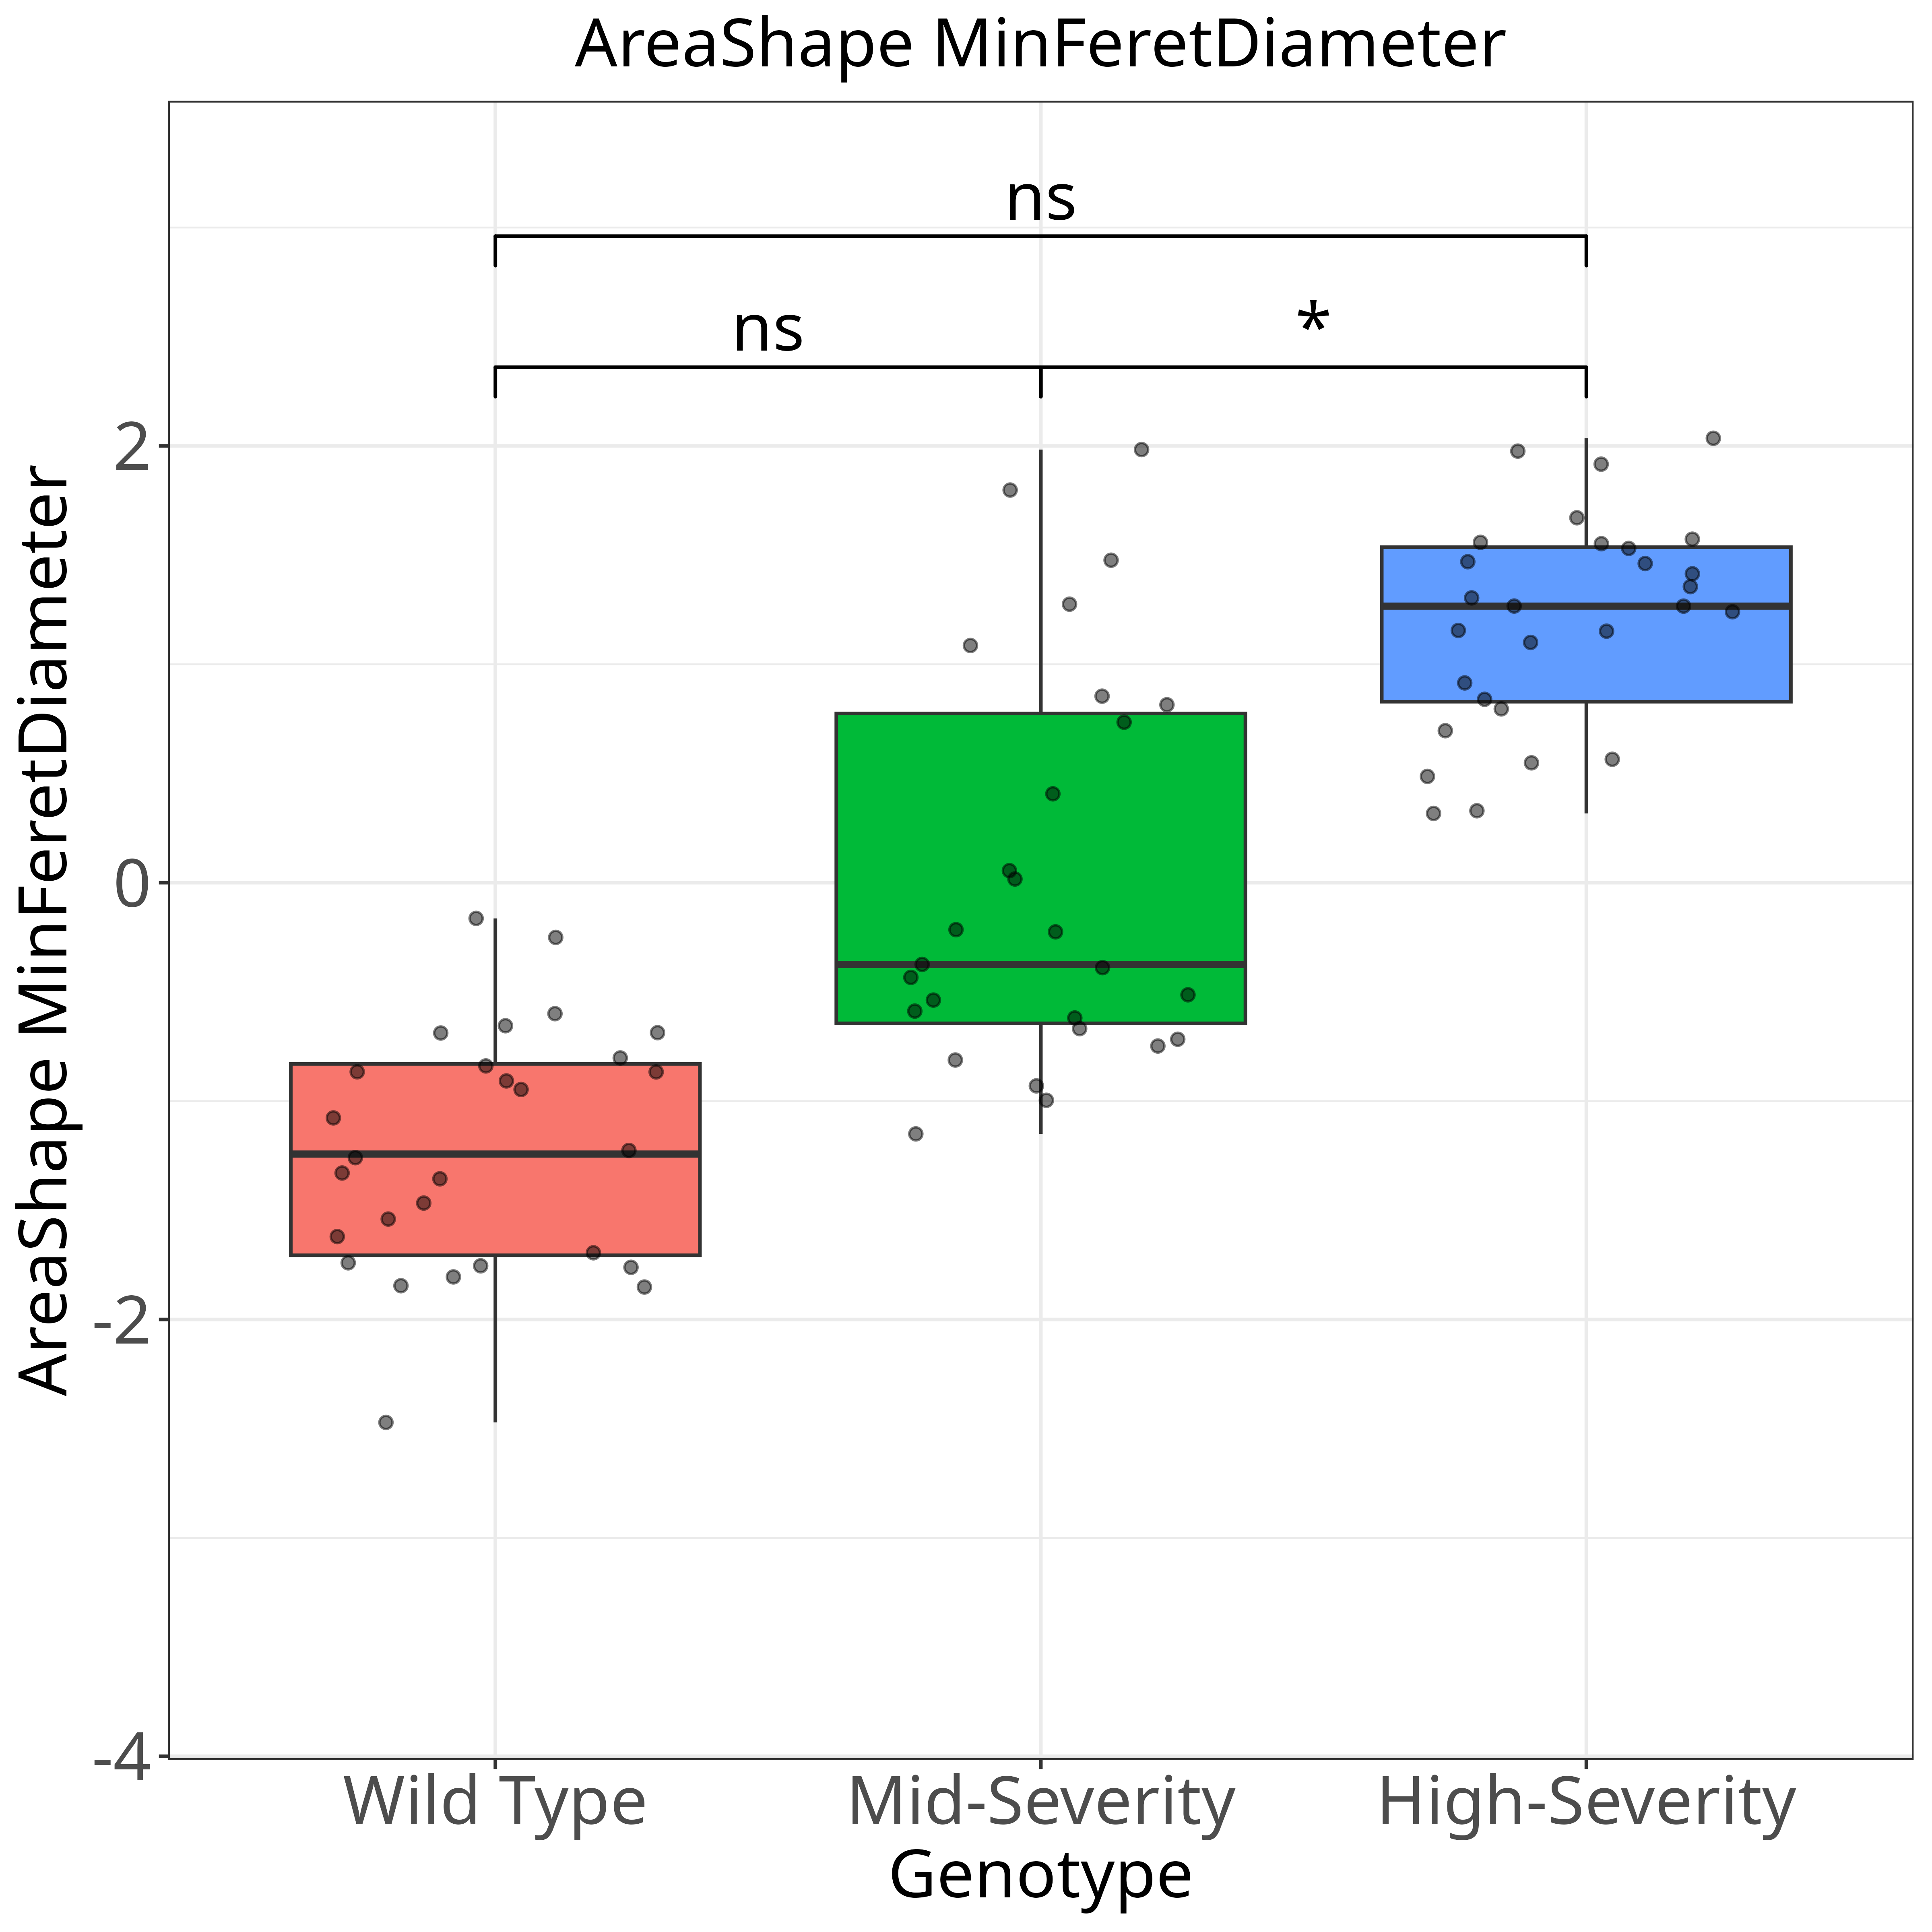 AreaShape MinFeretDiameter
ns
ns
*
AreaShape MinFeretDiameter
2
0
-2
-4
Wild Type
Mid-Severity
High-Severity
Genotype